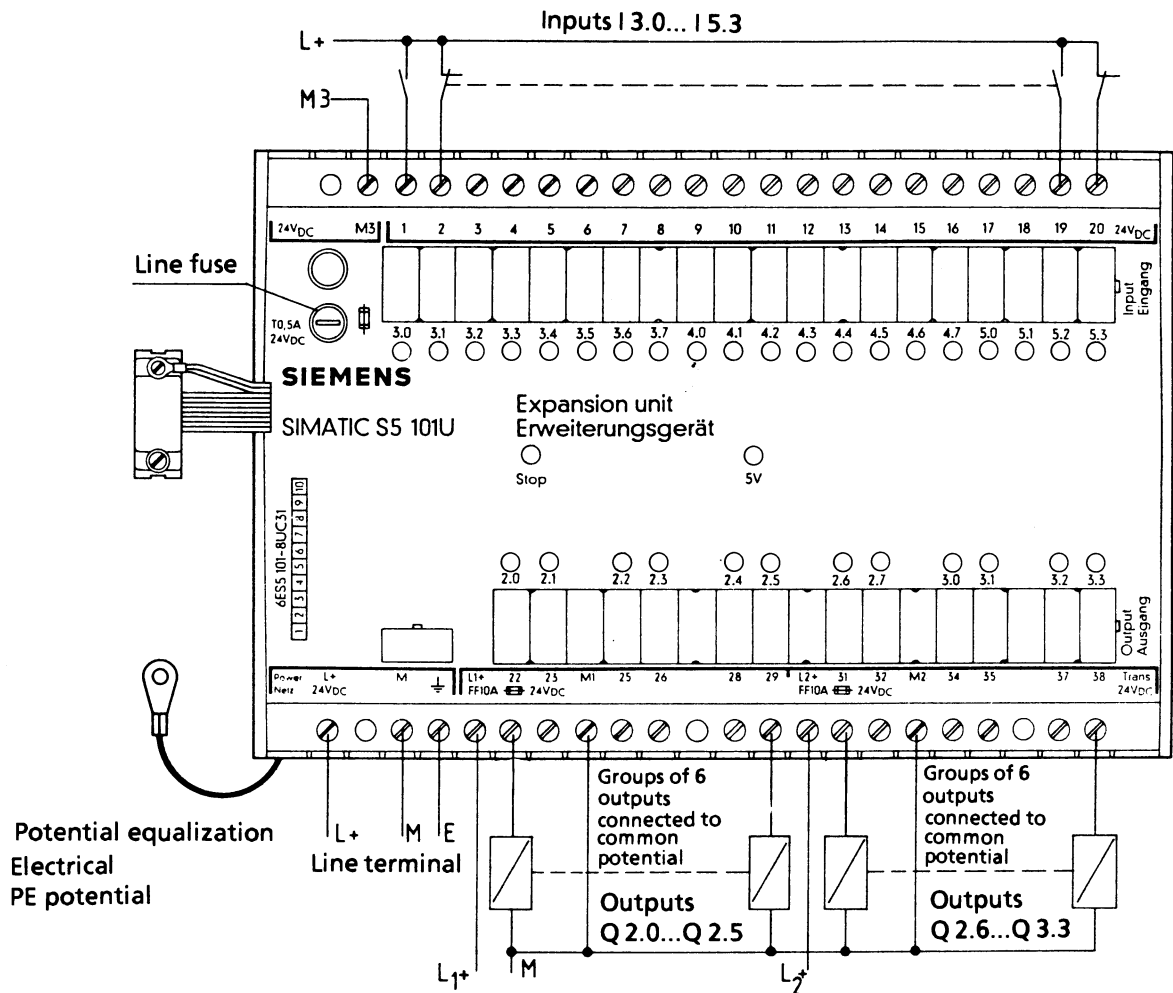 Inputs I 3.0... I 5.3
L+
M3
24VDC M3 1 2 3 4 5 6 7 8 9 10 11 12 13 14 15 16 17 18 19 20 24VDC
Line fuse
Input
Eingang
T0,5A
24VDC
3.0 3.1 3.2 3.3 3.4 3.5 3.6 3.7 4.0 4.1 4.2 4.3 4.4 4.5 4.6 4.7 5.0 5.1 5.2 5.3
SIEMENS
SIMATIC S5 101U
Expansion unit
Erweiterungsgerät
Stop 5V
6ES5 101-8UC31
1 2 3 4 5 6 7 8 9 10
2.0 2.1 2.2 2.3 2.4 2.5 2.6 2.7 3.0 3.1 3.2 3.3
Output
Ausgang
Power L+ M L1+ 22 23 M1 25 26 28 29 L2+ 31 32 M2 34 35 37 38 Trans
Netz 24VDC FF10A 24VDC FF10A 24VDC 24VDC
Potential equalization
Electrical
PE potential
L+ M E
Line terminal
Groups of 6
outputs
connected to
common
potential
Outputs
Q 2.0...Q 2.5
Groups of 6
outputs
connected to
common
potential
Outputs
Q 2.6...Q 3.3
L1+ M L2+